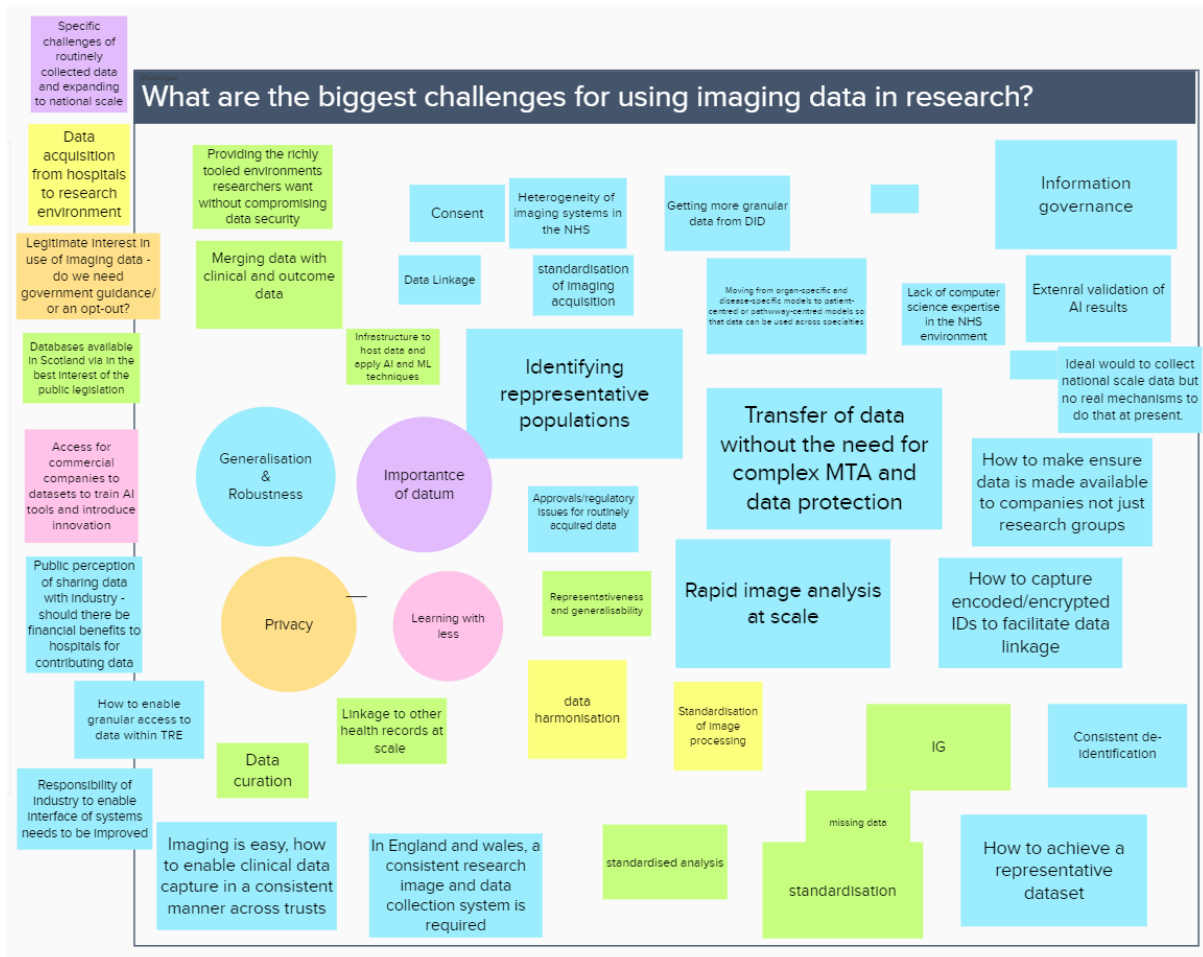 Specific
challenges of
routinely
collected data
and expanding
to national scale
Challenges
What are the biggest challenges for using imaging data in research?
Data
acquisition
from hospitals
to research
environment
Legitimate interest in
use of imaging data -
do we need
government guidance/
or an opt-out?
Databases available
in Scotland via in the
best interest of the
public legislation
Access for
commercial
companies to
datasets to train AI
tools and introduce
innovation
Public perception
of sharing data
with industry -
should there be
financial benefits to
hospitals for
contributing data
How to enable
granular access to
data within TRE
Responsibility of
industry to enable
interface of systems
needs to be improved
Providing the richly
tooled environments
researchers want
without compromising
data security
Consent
Heterogeneity of
imaging systems in
the NHS
Getting more granular
data from DID
Information
governance
Merging data with
clinical and outcome
data
Data Linkage
standardisation
of imaging
acquisition
Moving from organ-specific and
disease-specific models to patient-
centred or pathwway-centred models so
that data can be used across specialties
Lack of computer
science expertise
in the NHS
environment
Extenral validation of
AI results
Infrastructure to
host data and
apply AI and ML
techniques
Identifying
reppresentative
populations
Ideal would to collect
national scale data but
no real mechanisms to
do that at present.
Generalisation
&
Robustness
Importantce
of datum
Transfer of data
without the need for
complex MTA and
data protection
How to make ensure
data is made available
to companies not just
research groups
Approvals/regulatory
issues for routinely
acquired data
Privacy
Learning with
less
Representativeness
and generalisability
Rapid image analysis
at scale
How to capture
encoded/encrypted
IDs to facilitate data
linkage
Linkage to other
health records at
scale
data
harmonisation
Standardisation
of image
processing
IG
Consistent de-
identification
Data
curation
missing data
Imaging is easy, how
to enable clinical data
capture in a consistent
manner across trusts
In England and wales, a
consistent research
image and data
collection system is
required
standardised analysis
standardisation
How to achieve a
representative
dataset